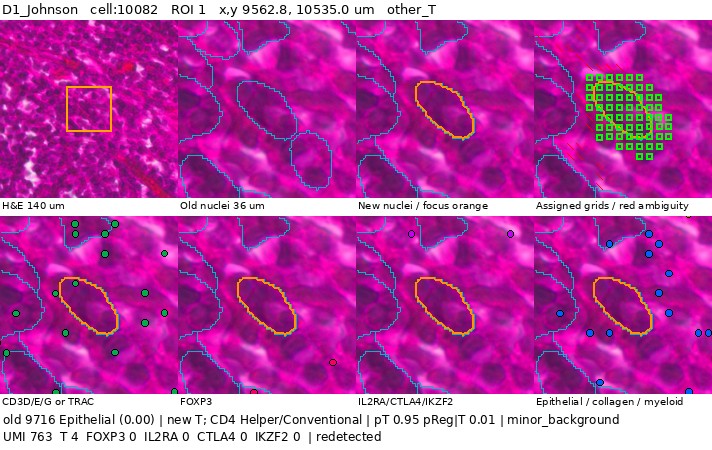 D1_Johnson cell:10082 ROI 1 x,y 9562.8, 10535.0 um other_T
H&E 140 um
Old nuclei 36 um
New nuclei / focus orange
Assigned grids / red ambiguity
CD3D/E/G or TRAC
FOXP3
IL2RA/CTLA4/IKZF2
Epithelial / collagen / myeloid
old 9716 Epithelial (0.00) | new T; CD4 Helper/Conventional | pT 0.95 pReg|T 0.01 | minor_background
UMI 763 T 4 FOXP3 0 IL2RA 0 CTLA4 0 IKZF2 0 | redetected